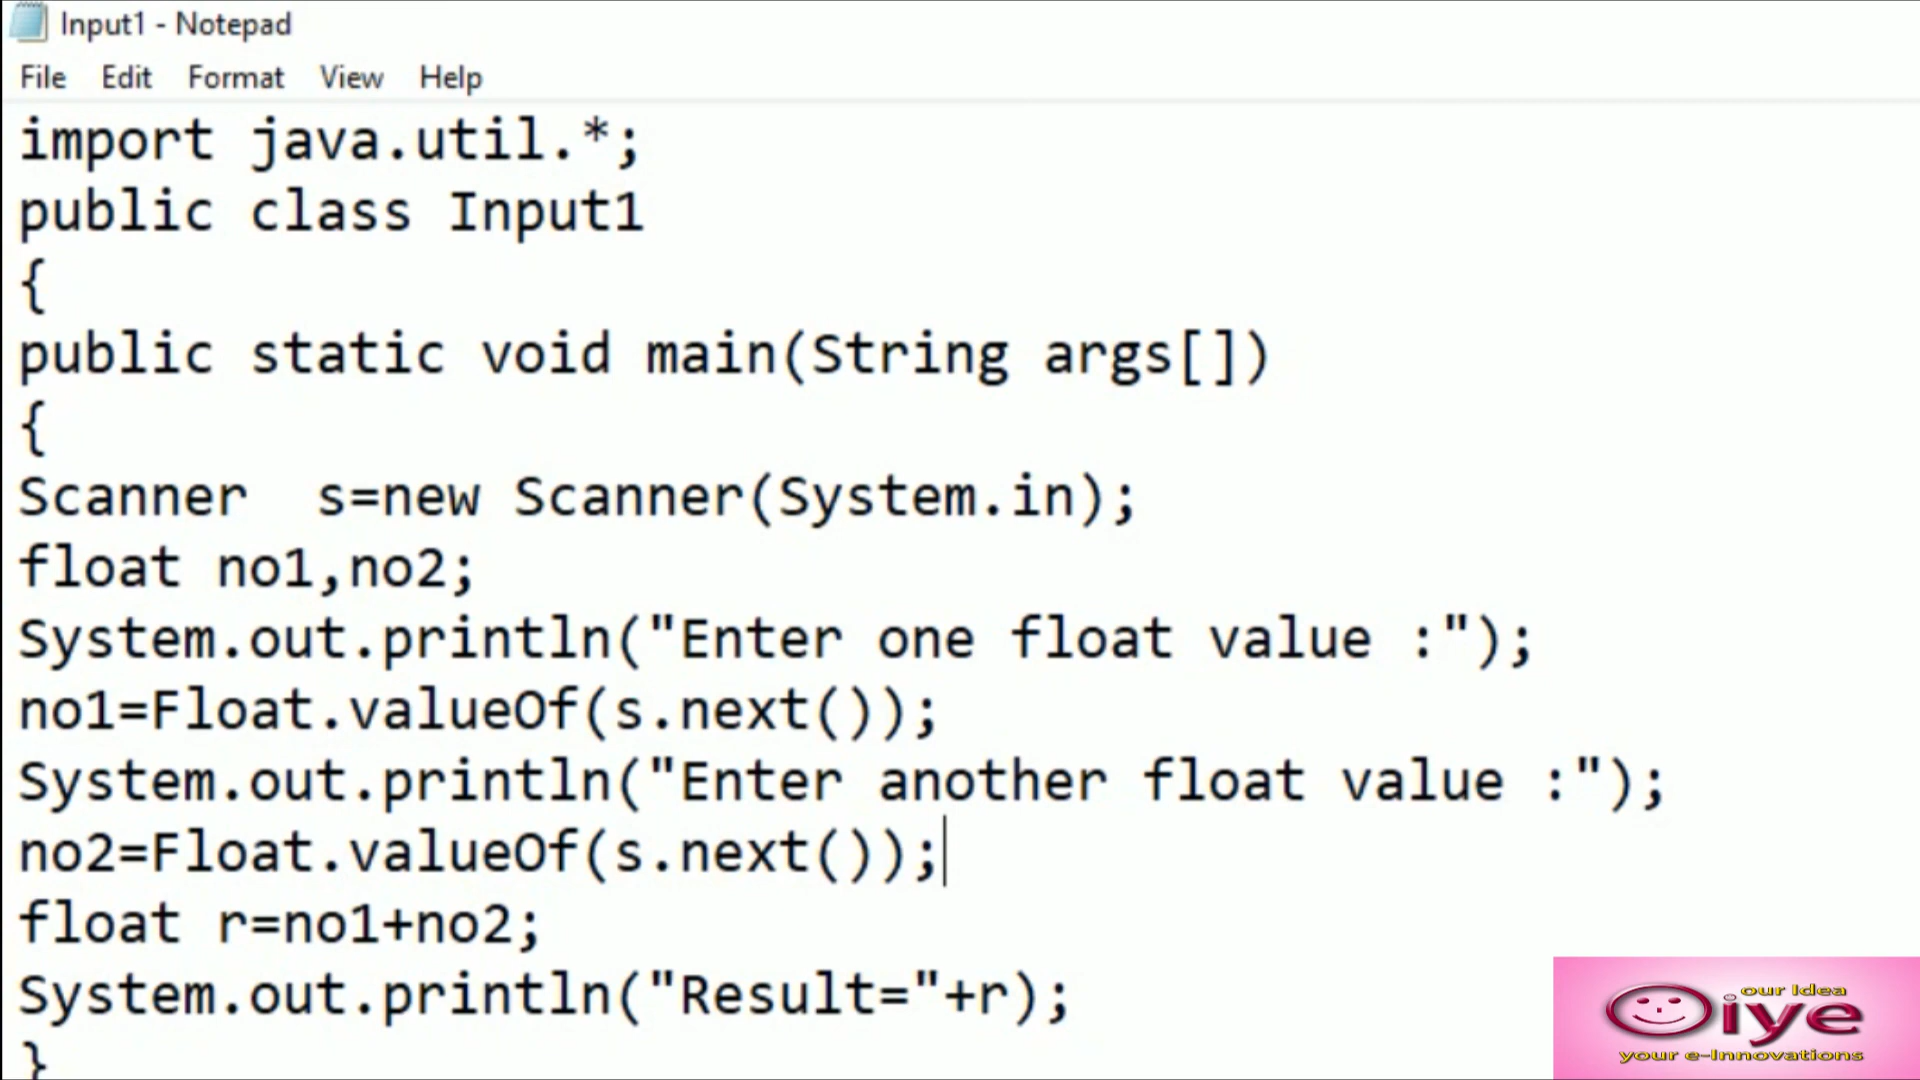 Input1 - Notepad
File Edit Format View Help
import java.util.*;
public class Input1
{
public static void main(String args[])
{
Scanner  s=new Scanner(System.in);
float no1,no2;
System.out.println("Enter one float value :");
no1=Float.valueOf(s.next());
System.out.println("Enter another float value :");
no2=Float.valueOf(s.next());
float r=no1+no2;
System.out.println("Result="+r);
}
our Idea
Oiye
your e-Innovations